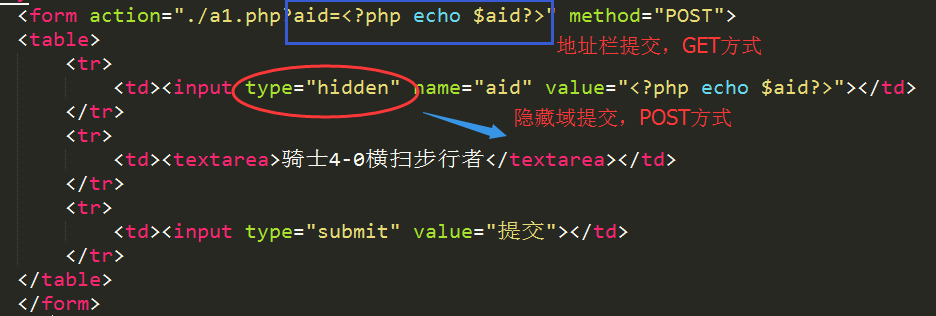 <form action="./a1.php?aid=<?php echo $aid?>" method="POST">
地址栏提交，GET方式
<table>
<tr>
<td><input type="hidden" name="aid" value="<?php echo $aid?>"></td>
</tr>
隐藏域提交，POST方式
<tr>
<td><textarea>骑士4-0横扫步行者</textarea></td>
</tr>
<tr>
<td><input type="submit" value="提交"></td>
</tr>
</table>
</form>